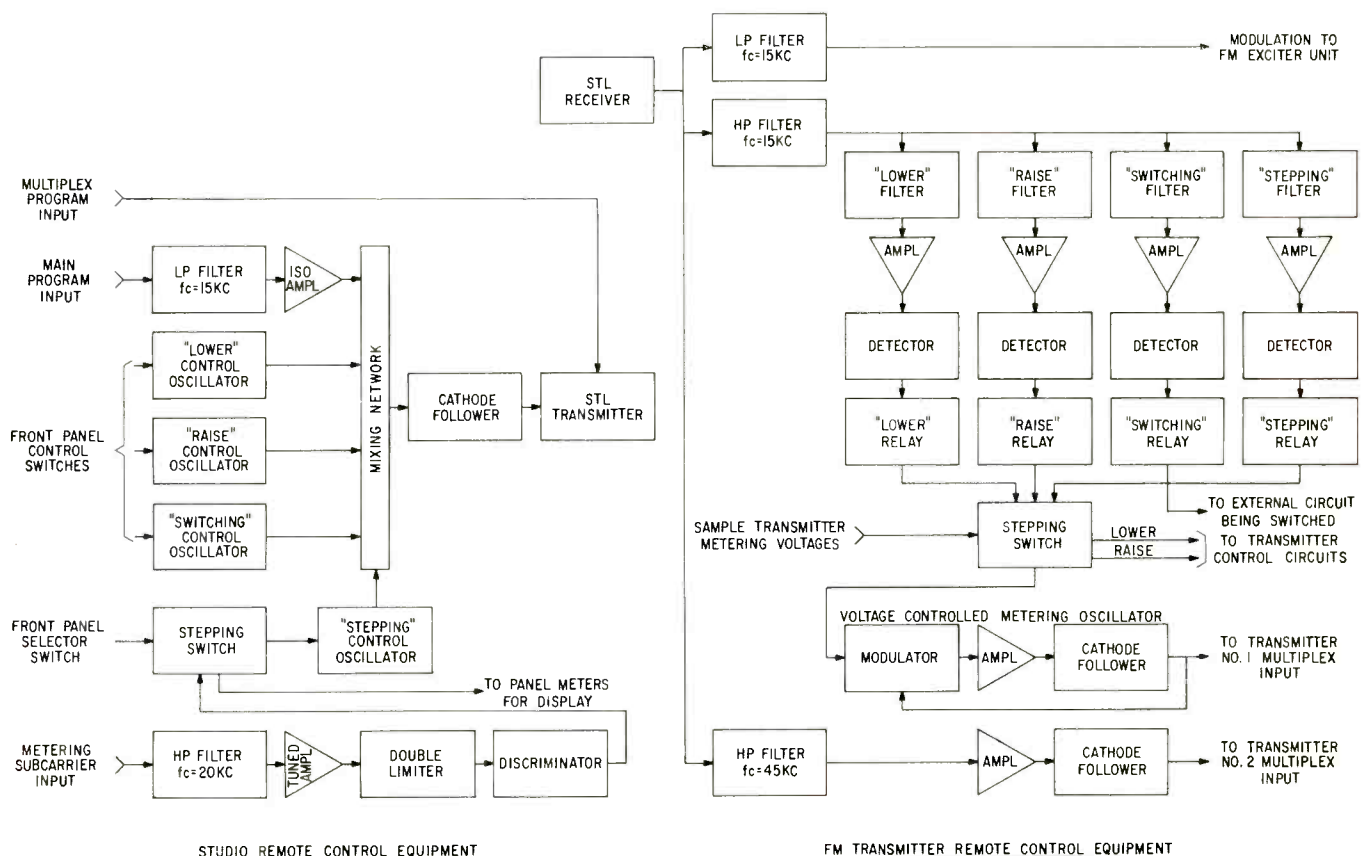 MULTIPLEX
PROGRAM
INPUT
MAIN
PROGRAM
INPUT
LP FILTER
fc=15KC
ISO
AMPL
"LOWER"
CONTROL
OSCILLATOR
FRONT PANEL
CONTROL
SWITCHES
"RAISE"
CONTROL
OSCILLATOR
"SWITCHING"
CONTROL
OSCILLATOR
MIXING NETWORK
CATHODE
FOLLOWER
STL
TRANSMITTER
FRONT PANEL
SELECTOR
SWITCH
STEPPING
SWITCH
"STEPPING"
CONTROL
OSCILLATOR
TO PANEL METERS
FOR DISPLAY
METERING
SUBCARRIER
INPUT
HP FILTER
fc=20KC
TUNED
AMPL
DOUBLE
LIMITER
DISCRIMINATOR
STUDIO REMOTE CONTROL EQUIPMENT
STL
RECEIVER
LP FILTER
fc=15KC
MODULATION TO
FM EXCITER UNIT
HP FILTER
fc=15KC
"LOWER"
FILTER
"RAISE"
FILTER
"SWITCHING"
FILTER
"STEPPING"
FILTER
AMPL
AMPL
AMPL
AMPL
DETECTOR
DETECTOR
DETECTOR
DETECTOR
"LOWER"
RELAY
"RAISE"
RELAY
"SWITCHING"
RELAY
"STEPPING"
RELAY
SAMPLE TRANSMITTER
METERING VOLTAGES
STEPPING
SWITCH
TO EXTERNAL CIRCUIT
BEING SWITCHED
LOWER
RAISE
TO TRANSMITTER
CONTROL CIRCUITS
VOLTAGE CONTROLLED METERING OSCILLATOR
MODULATOR
AMPL
CATHODE
FOLLOWER
TO TRANSMITTER
NO. 1 MULTIPLEX
INPUT
HP FILTER
fc=45KC
AMPL
CATHODE
FOLLOWER
TO TRANSMITTER
NO. 2 MULTIPLEX
INPUT
FM TRANSMITTER REMOTE CONTROL EQUIPMENT